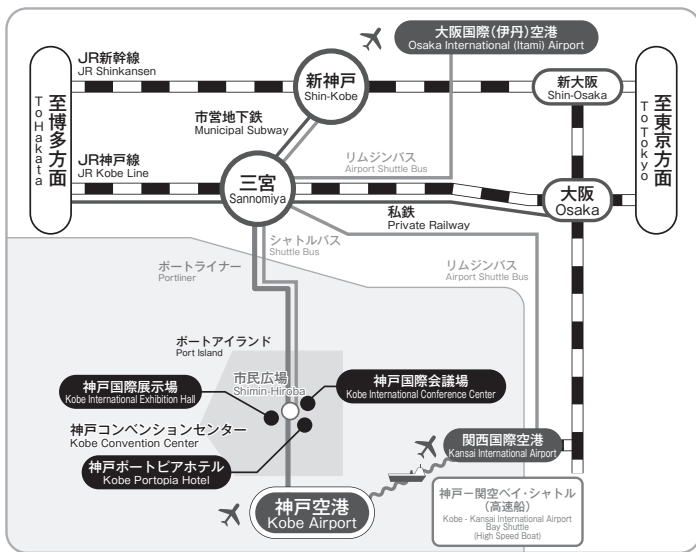 大阪国際(伊丹)空港
Osaka International (Itami) Airport
JR新幹線
JR Shinkansen
至博多方面
To Hakata
新神戸
Shin-Kobe
新大阪
Shin-Osaka
至東京方面
To Tokyo
市営地下鉄
Municipal Subway
JR神戸線
JR Kobe Line
リムジンバス
Airport Shuttle Bus
三宮
Sannomiya
大阪
Osaka
私鉄
Private Railway
シャトルバス
Shuttle Bus
ポートライナー
Portliner
リムジンバス
Airport Shuttle Bus
ポートアイランド
Port Island
市民広場
Shimin-Hiroba
神戸国際展示場
Kobe International Exhibition Hall
神戸国際会議場
Kobe International Conference Center
神戸コンベンションセンター
Kobe Convention Center
神戸ポートピアホテル
Kobe Portopia Hotel
関西国際空港
Kansai International Airport
神戸空港
Kobe Airport
神戸ー関空ベイ・シャトル
(高速船)
Kobe - Kansai International Airport
Bay Shuttle
(High Speed Boat)